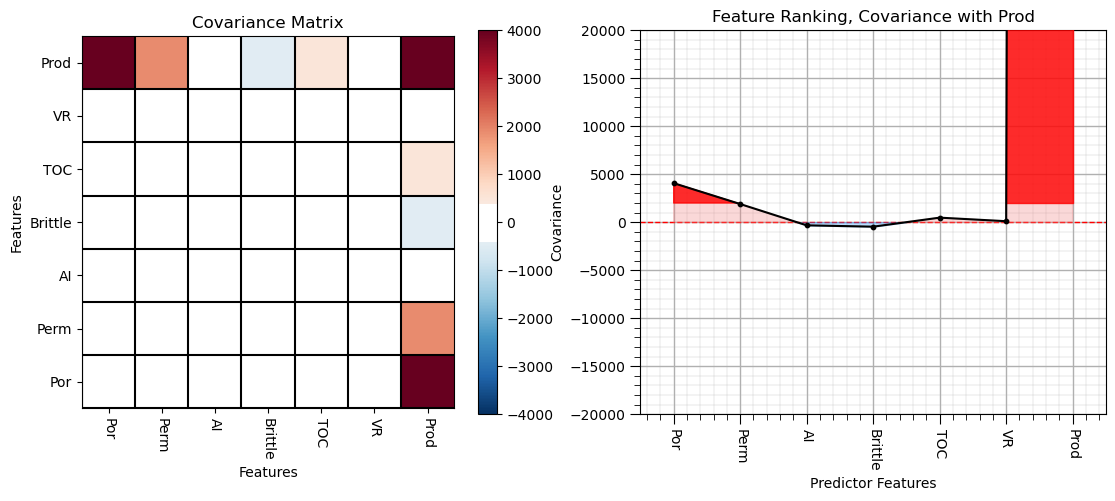 Covariance Matrix
Features
Prod
VR
TOC
Brittle
AI
Perm
Por
Por
Perm
AI
Brittle
TOC
VR
Prod
Features
4000
3000
2000
1000
0
−1000
−2000
−3000
−4000
Feature Ranking, Covariance with Prod
Covariance
20000
15000
10000
5000
0
−5000
−10000
−15000
−20000
Por
Perm
AI
Brittle
TOC
VR
Prod
Predictor Features